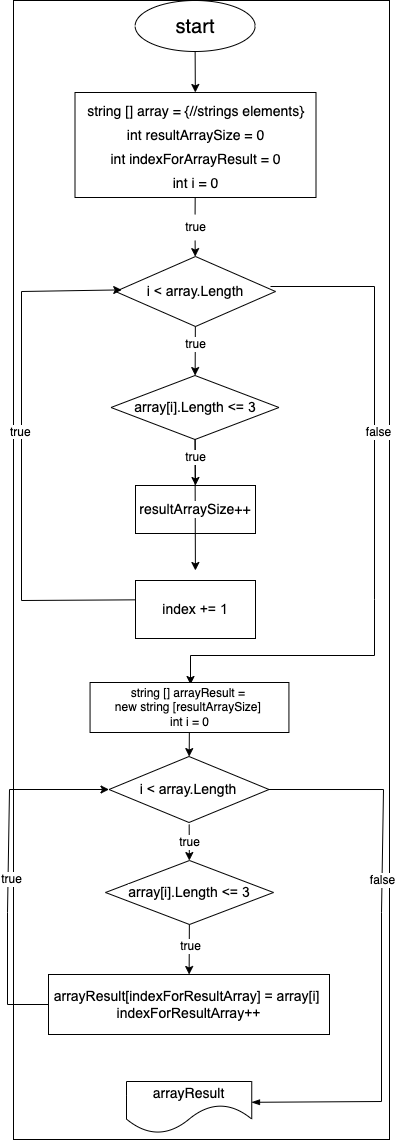 start
string [] array = {//strings elements}
int resultArraySize = 0
int indexForArrayResult = 0
int i = 0
true
i < array.Length
true
array[i].Length <= 3
true
false
true
resultArraySize++
index += 1
string [] arrayResult =
new string [resultArraySize]
int i = 0
i < array.Length
true
true
false
array[i].Length <= 3
true
arrayResult[indexForResultArray] = array[i]
indexForResultArray++
arrayResult